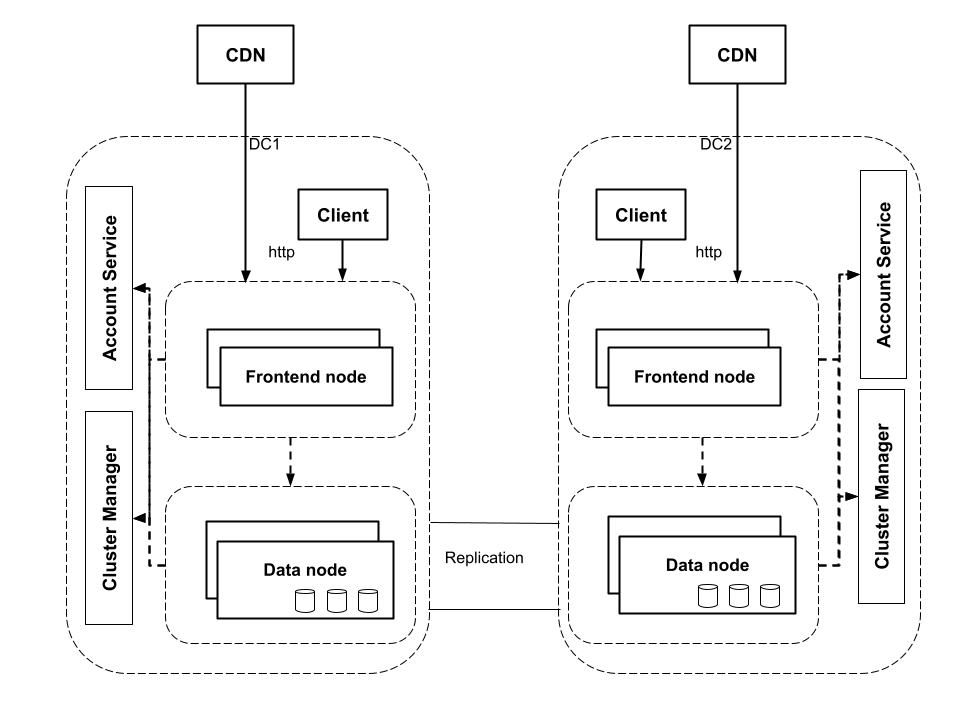 CDN
CDN
DC1
DC2
Client
Client
http
http
Account Service
Account Service
Frontend node
Frontend node
Cluster Manager
Cluster Manager
Replication
Data node
Data node